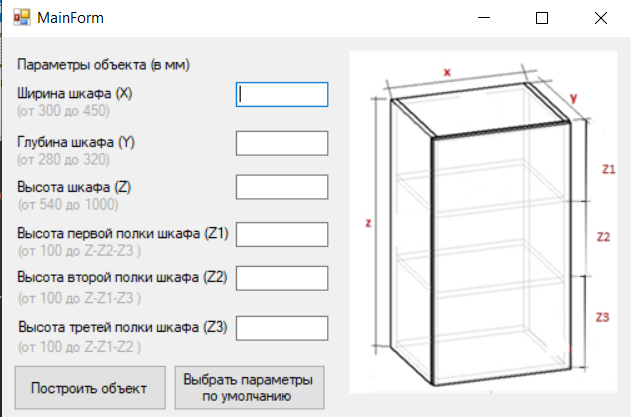 MainForm
Параметры объекта (в мм)
Ширина шкафа (X)
(от 300 до 450)
Глубина шкафа (Y)
(от 280 до 320)
Высота шкафа (Z)
(от 540 до 1000)
Высота первой полки шкафа (Z1)
(от 100 до Z-Z2-Z3 )
Высота второй полки шкафа (Z2)
(от 100 до Z-Z1-Z3 )
Высота третей полки шкафа (Z3)
(от 100 до Z-Z1-Z2 )
Построить объект
Выбрать параметры
по умолчанию
x
y
z
Z1
Z2
Z3